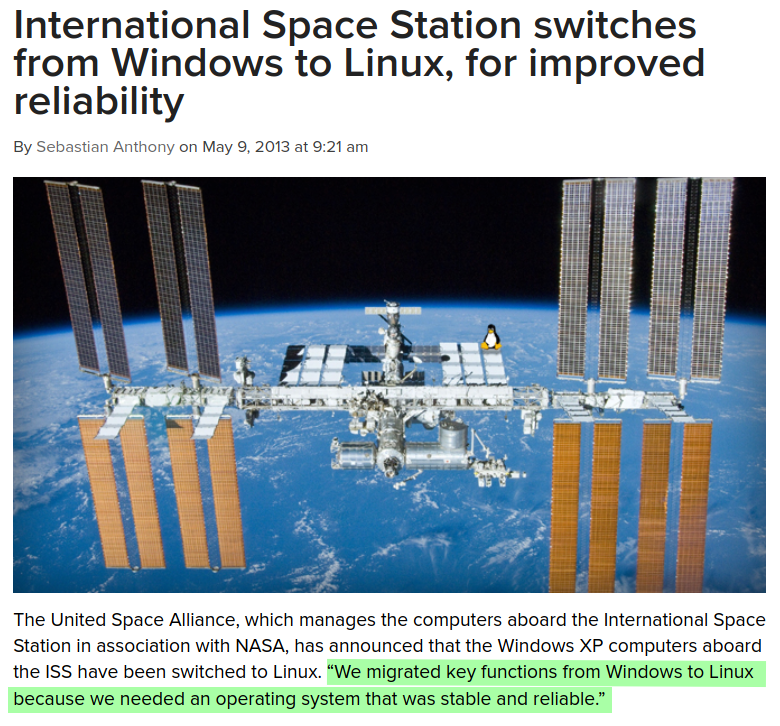 International Space Station switches
from Windows to Linux, for improved
reliability
By Sebastian Anthony on May 9, 2013 at 9:21 am
The United Space Alliance, which manages the computers aboard the International Space
Station in association with NASA, has announced that the Windows XP computers aboard
the ISS have been switched to Linux. “We migrated key functions from Windows to Linux
because we needed an operating system that was stable and reliable.”